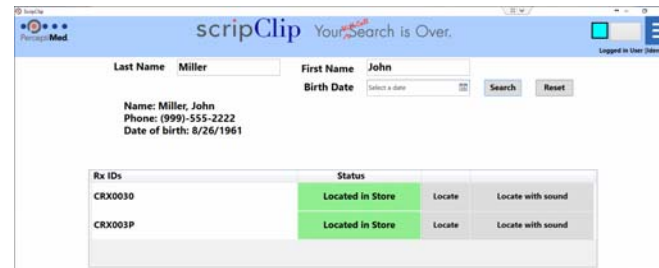 ScripClip
PerceptiMed.
scripClip Your Search is Over.
Logged in User
Last Name Miller First Name John
Birth Date Select a date Search Reset
Name: Miller, John
Phone: (999)-555-2222
Date of birth: 8/26/1961
Rx IDs Status
CRX0030 Located in Store Locate Locate with sound
CRX003P Located in Store Locate Locate with sound